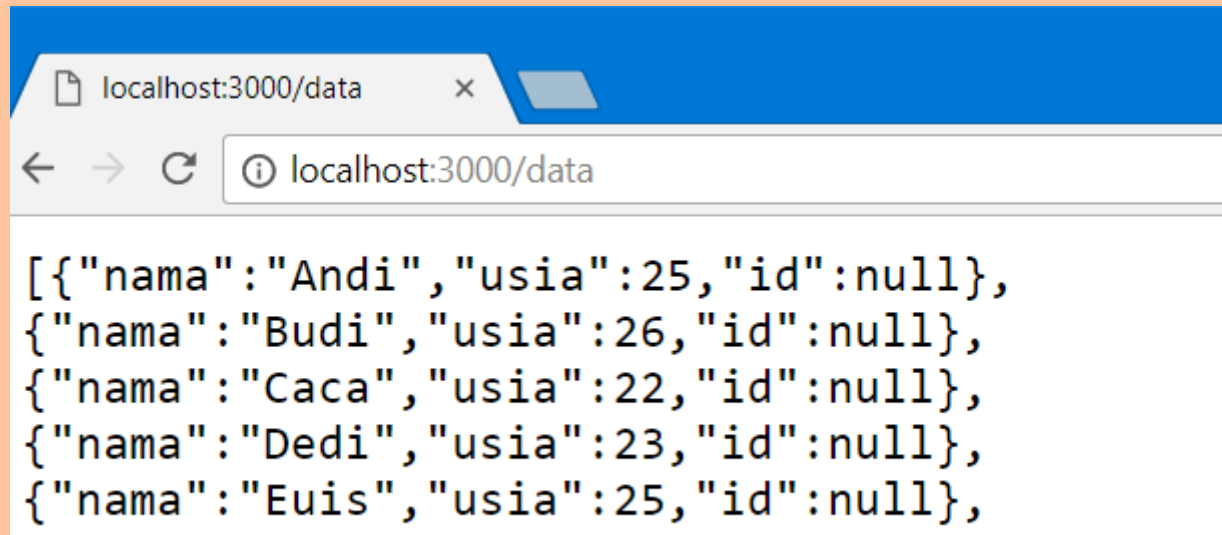 localhost:3000/data
localhost:3000/data
[{"nama":"Andi","usia":25,"id":null},
{"nama":"Budi","usia":26,"id":null},
{"nama":"Caca","usia":22,"id":null},
{"nama":"Dedi","usia":23,"id":null},
{"nama":"Euis","usia":25,"id":null},